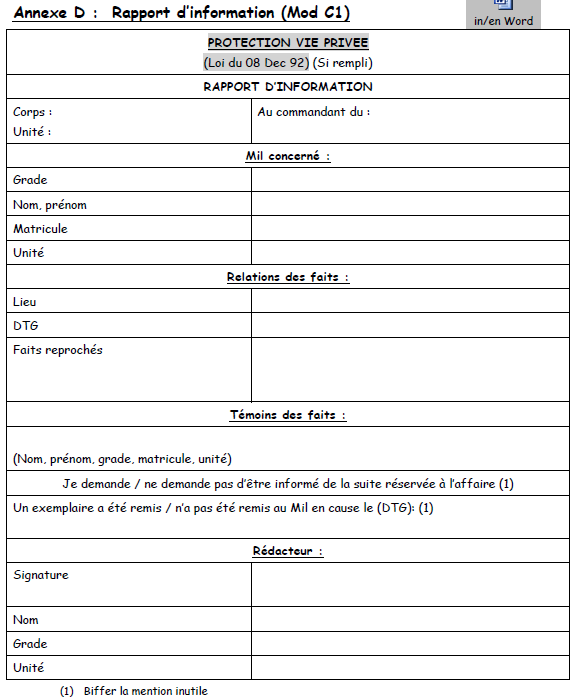 Annexe D : Rapport d’information (Mod C1)
in/en Word
PROTECTION VIE PRIVEE
(Loi du 08 Dec 92) (Si rempli)
RAPPORT D’INFORMATION
Corps :
Unité :
Au commandant du :
Mil concerné :
Grade
Nom, prénom
Matricule
Unité
Relations des faits :
Lieu
DTG
Faits reprochés
Témoins des faits :
(Nom, prénom, grade, matricule, unité)
Je demande / ne demande pas d’être informé de la suite réservée à l’affaire (1)
Un exemplaire a été remis / n’a pas été remis au Mil en cause le (DTG): (1)
Rédacteur :
Signature
Nom
Grade
Unité
(1) Biffer la mention inutile